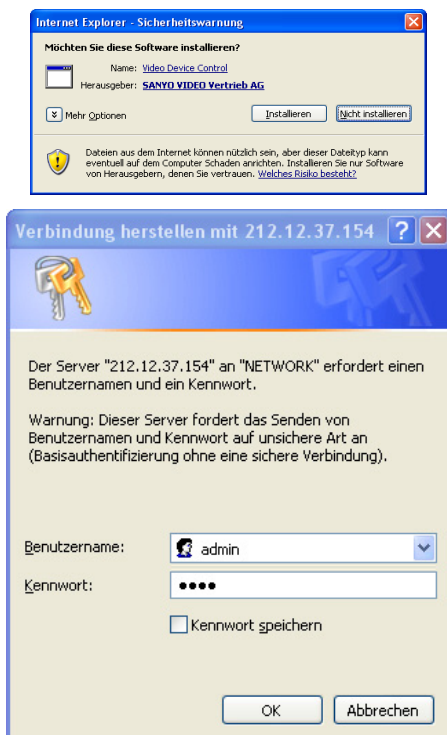 Internet Explorer - Sicherheitswarnung
Möchten Sie diese Software installieren?
Name: Video Device Control
Herausgeber: SANYO VIDEO Vertrieb AG
Mehr Optionen
Installieren
Nicht installieren
Dateien aus dem Internet können nützlich sein, aber dieser Dateityp kann
eventuell auf dem Computer Schaden anrichten. Installieren Sie nur Software
von Herausgebern, denen Sie vertrauen. Welches Risiko besteht?
Verbindung herstellen mit 212.12.37.154
Der Server "212.12.37.154" an "NETWORK" erfordert einen
Benutzernamen und ein Kennwort.
Warnung: Dieser Server fordert das Senden von
Benutzernamen und Kennwort auf unsichere Art an
(Basisauthentifizierung ohne eine sichere Verbindung).
Benutzername: admin
Kennwort: ●●●●
Kennwort speichern
OK
Abbrechen